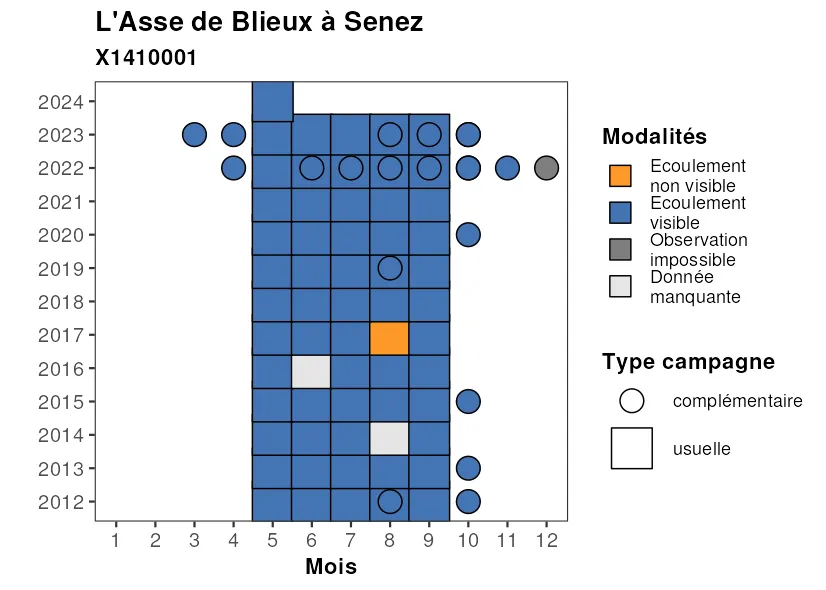 L'Asse de Blieux à Senez
X1410001
2024
2023
2022
2021
2020
2019
2018
2017
2016
2015
2014
2013
2012
1 2 3 4 5 6 7 8 9 10 11 12
Mois
Modalités
Ecoulement
non visible
Ecoulement
visible
Observation
impossible
Donnée
manquante
Type campagne
complémentaire
usuelle